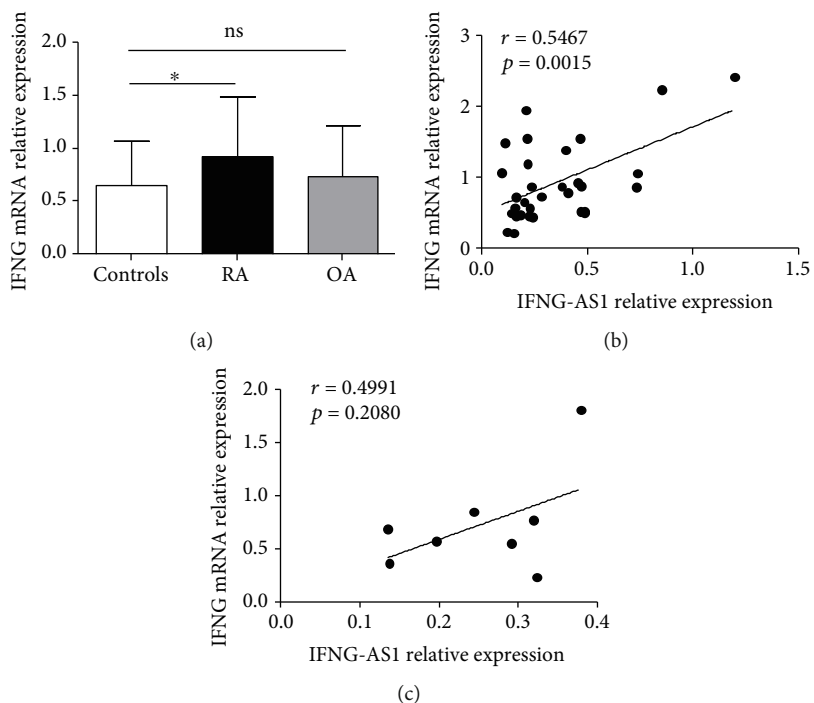 IFNG mRNA relative expression
2.0
1.5
1.0
0.5
0.0
ns
*
Controls
RA
OA
(a)
IFNG mRNA relative expression
3
2
1
0
r = 0.5467
p = 0.0015
0.0
0.5
1.0
1.5
IFNG-AS1 relative expression
(b)
IFNG mRNA relative expression
2.0
1.5
1.0
0.5
0.0
r = 0.4991
p = 0.2080
0.0
0.1
0.2
0.3
0.4
IFNG-AS1 relative expression
(c)